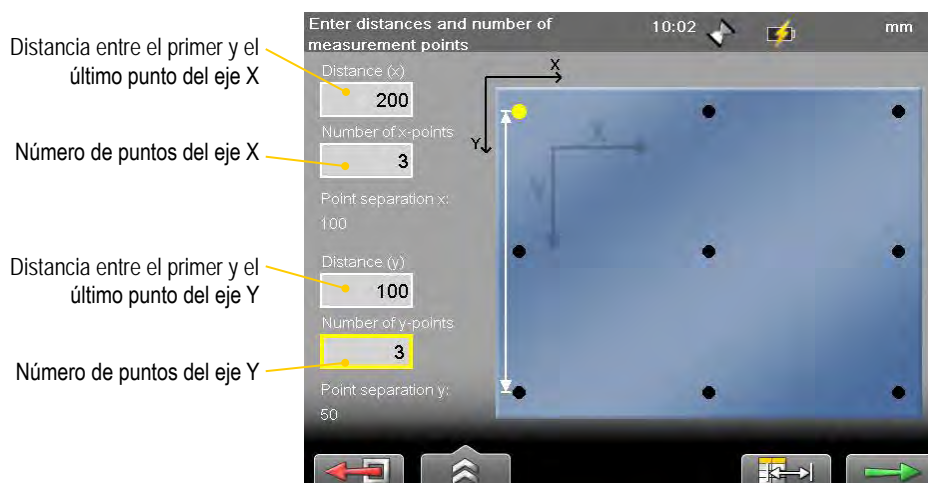 Enter distances and number of
measurement points
10:02
mm
Distancia entre el primer y el
último punto del eje X
Número de puntos del eje X
Distancia entre el primer y el
último punto del eje Y
Número de puntos del eje Y
Distance (x)
200
Number of x-points
3
Point separation x:
100
Distance (y)
100
Number of y-points
3
Point separation y:
50
X
Y
X
Y